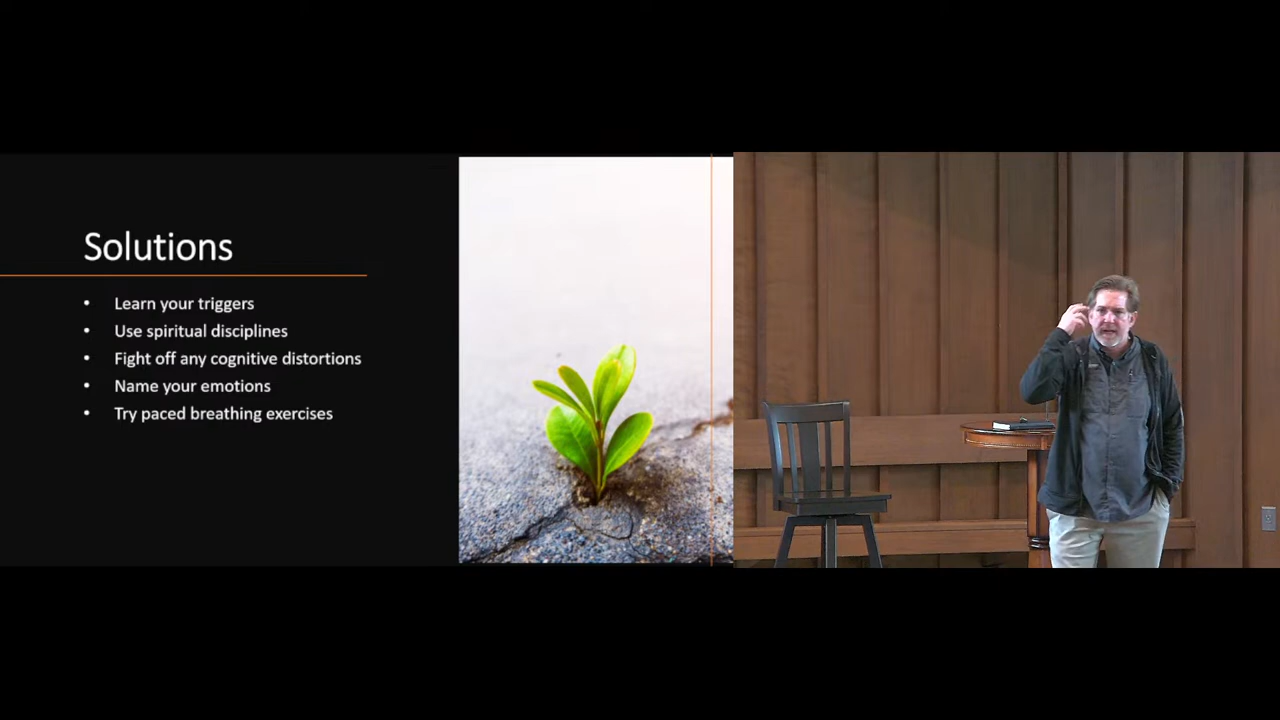 Solutions
• Learn your triggers
• Use spiritual disciplines
• Fight off any cognitive distortions
• Name your emotions
• Try paced breathing exercises